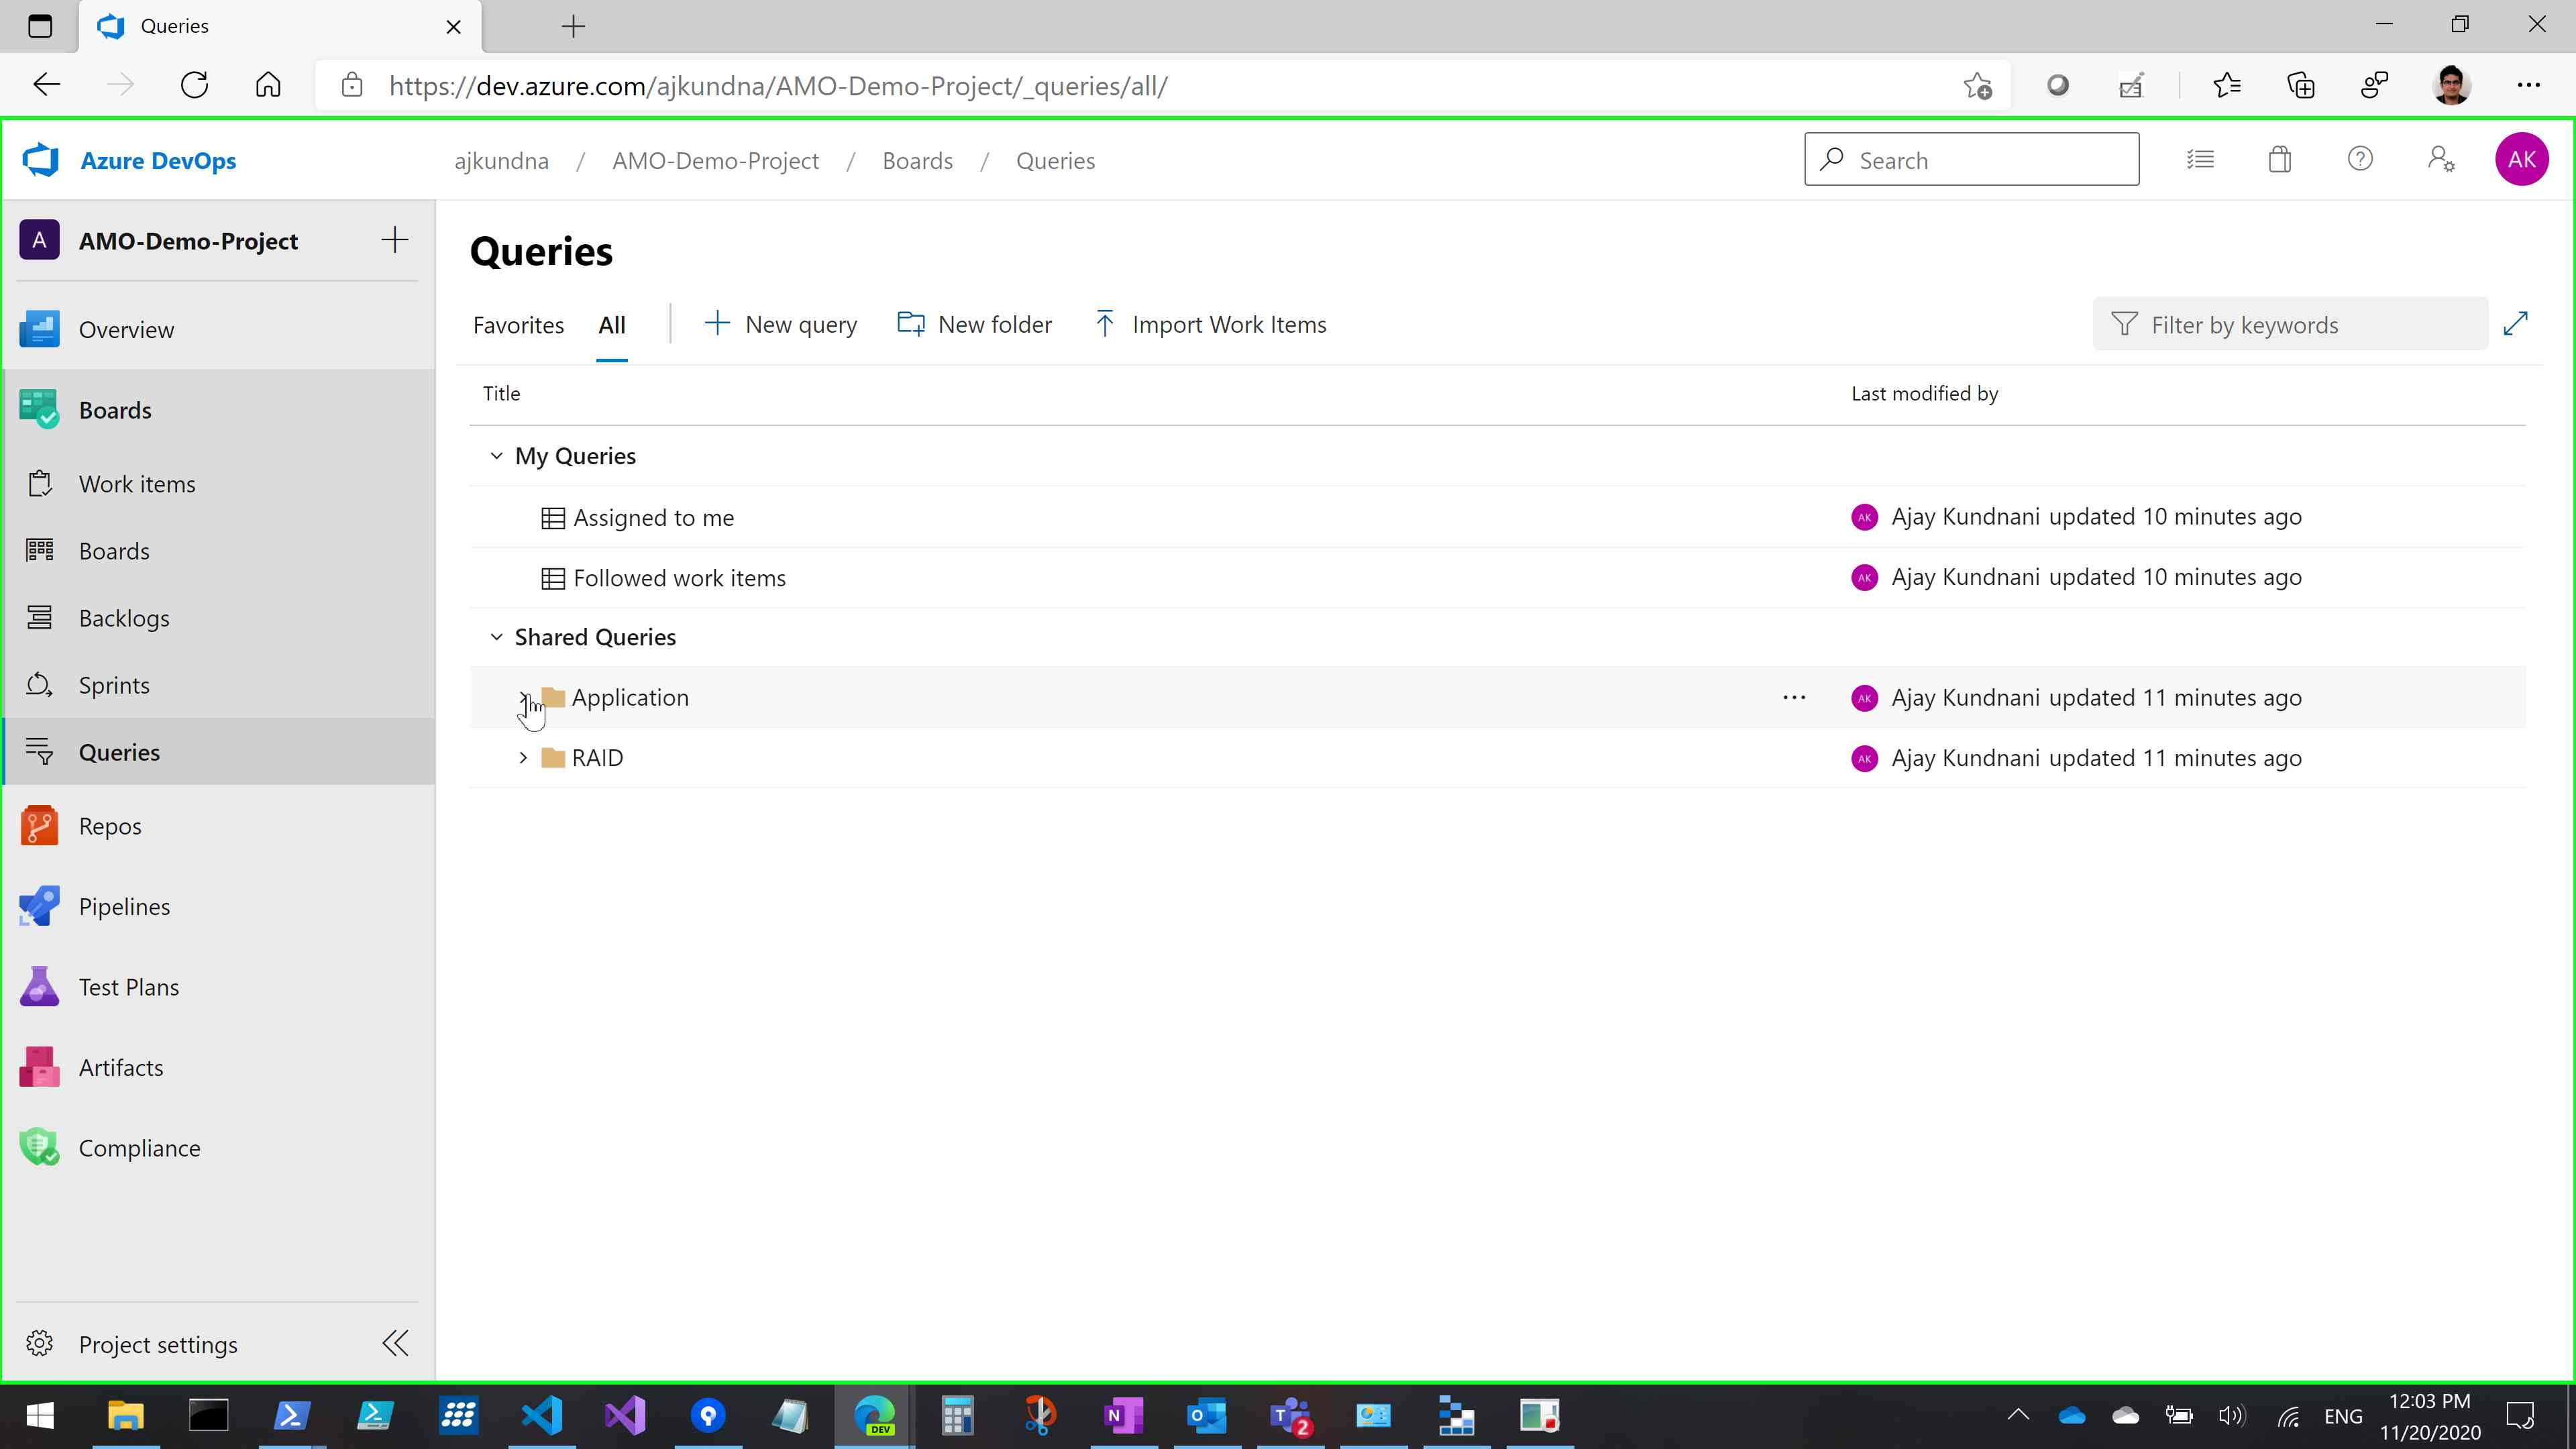 Queries
https://dev.azure.com/ajkundna/AMO-Demo-Project/_queries/all/
Azure DevOps
ajkundna / AMO-Demo-Project / Boards / Queries
Search
AK
A
AMO-Demo-Project
Overview
Boards
Work items
Boards
Backlogs
Sprints
Queries
Repos
Pipelines
Test Plans
Artifacts
Compliance
Project settings
Queries
Favorites
All
New query
New folder
Import Work Items
Filter by keywords
Title
Last modified by
My Queries
Assigned to me
AK Ajay Kundnani updated 10 minutes ago
Followed work items
AK Ajay Kundnani updated 10 minutes ago
Shared Queries
Application
AK Ajay Kundnani updated 11 minutes ago
RAID
AK Ajay Kundnani updated 11 minutes ago
DEV
N
O
T
2
ENG
12:03 PM
11/20/2020